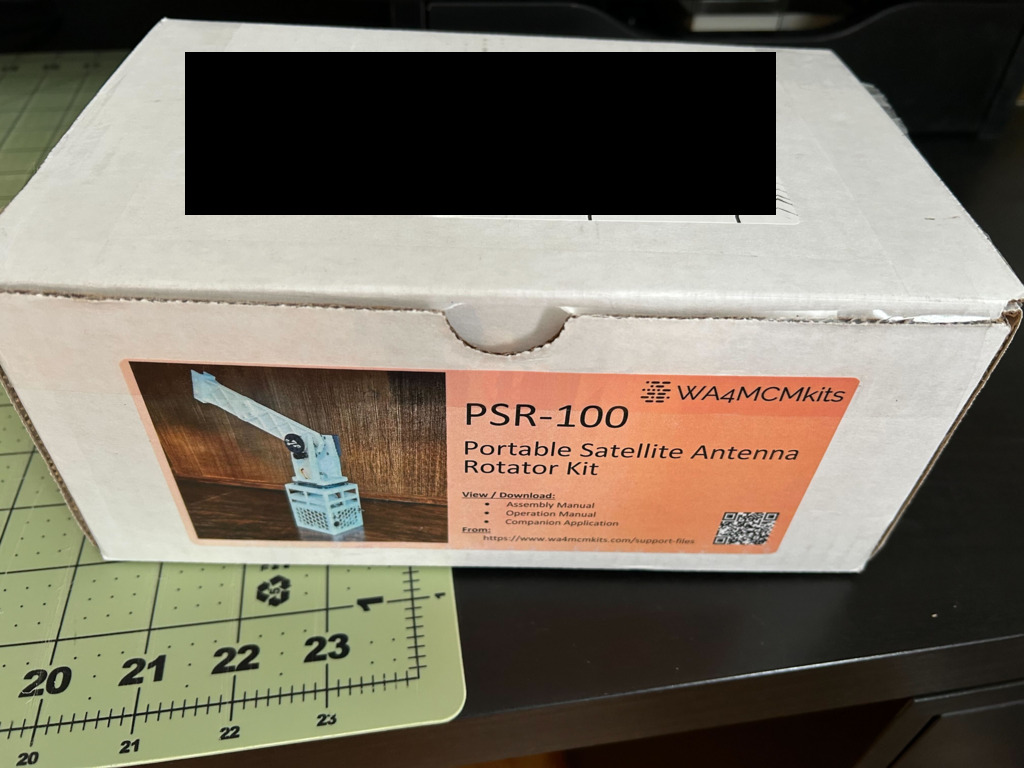 WA4MCMkits
PSR-100
Portable Satellite Antenna
Rotator Kit
View / Download:
• Assembly Manual
• Operation Manual
• Companion Application
From:
https://www.wa4mcmkits.com/support-files
1 1
20 21 22 23
20 21 22 23